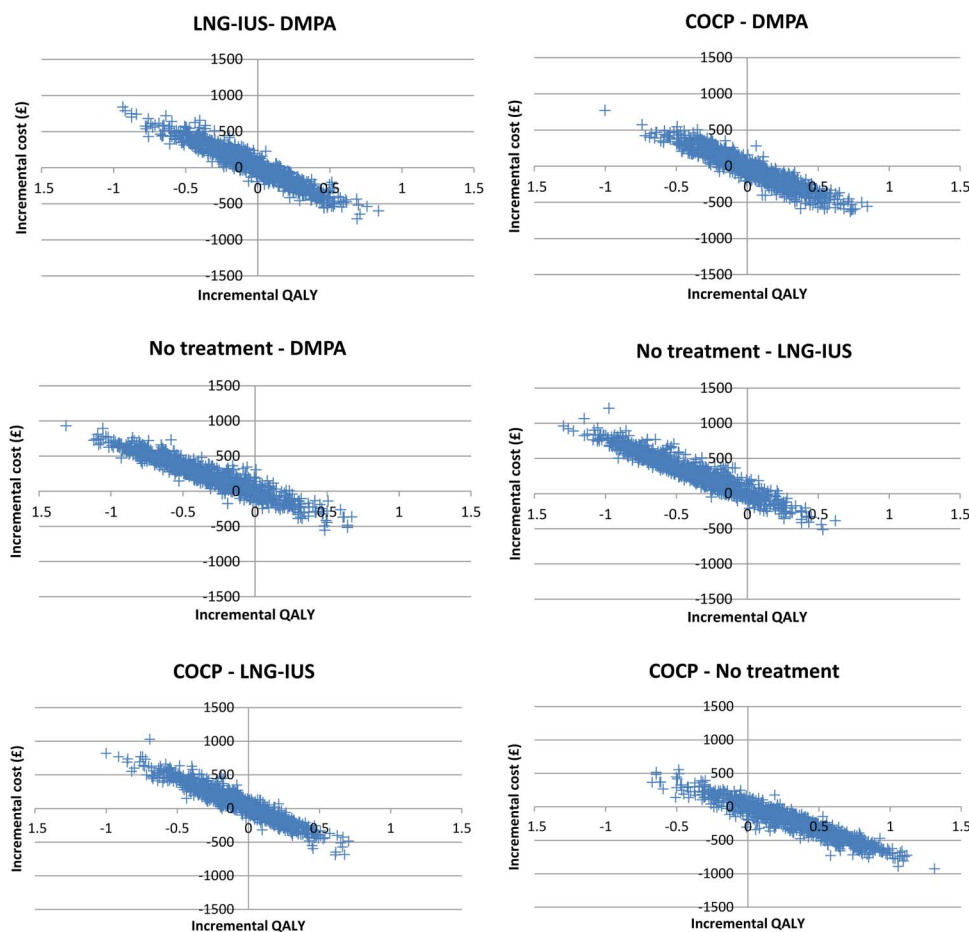 LNG-IUS- DMPA
Incremental cost (£)
1500
1000
500
0
-500
-1000
-1500
1.5 -1 -0.5 0 0.5 1 1.5
Incremental QALY
COCP - DMPA
Incremental cost (£)
1500
1000
500
0
-500
-1000
-1500
1.5 -1 -0.5 0 0.5 1 1.5
Incremental QALY
No treatment - DMPA
Incremental cost (£)
1500
1000
500
0
-500
-1000
-1500
1.5 -1 -0.5 0 0.5 1 1.5
Incremental QALY
No treatment - LNG-IUS
Incremental cost (£)
1500
1000
500
0
-500
-1000
-1500
1.5 -1 -0.5 0 0.5 1 1.5
Incremental QALY
COCP - LNG-IUS
Incremental cost (£)
1500
1000
500
0
-500
-1000
-1500
1.5 -1 -0.5 0 0.5 1 1.5
Incremental QALY
COCP - No treatment
Incremental cost (£)
1500
1000
500
0
-500
-1000
-1500
1.5 -1 -0.5 0 0.5 1 1.5
Incremental QALY